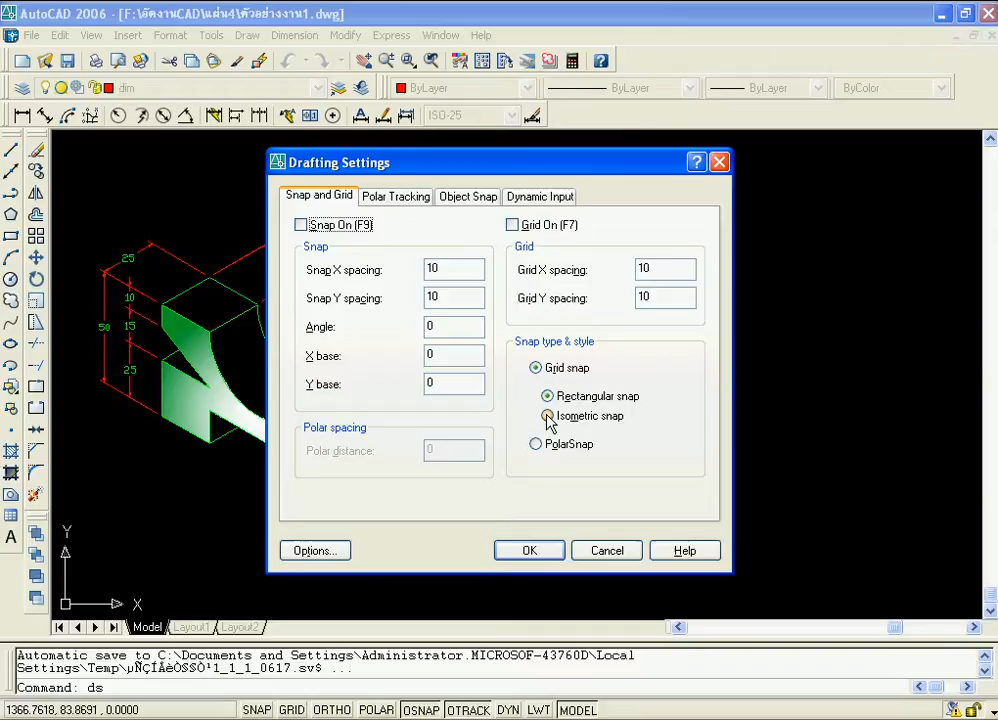 AutoCAD 2006 - [F:\อัดงานCAD\แผ่น4\ตัวอย่างงาน1.dwg]
File Edit View Insert Format Tools Draw Dimension Modify Express Window Help
dim ByLayer ByLayer ByLayer ByColor
ISO-25
Drafting Settings
Snap and Grid Polar Tracking Object Snap Dynamic Input
Snap On (F9) Grid On (F7)
Snap Grid
Snap X spacing: 10 Grid X spacing: 10
Snap Y spacing: 10 Grid Y spacing: 10
Angle: 0
Snap type & style
X base: 0 Grid snap
Y base: 0 Rectangular snap
Isometric snap
Polar spacing
PolarSnap
Polar distance: 0
Options... OK Cancel Help
25
10
50 15
25
Y
X
Model Layout1 Layout2
Automatic save to C:\Documents and Settings\Administrator.MICROSOF-43760D\Local
Settings\Temp\µÑÇÍÂèÒ§§Ò¹1_1_1_0617.sv$ ...
Command: ds
1366.7618, 83.8691, 0.0000 SNAP GRID ORTHO POLAR OSNAP OTRACK DYN LWT MODEL